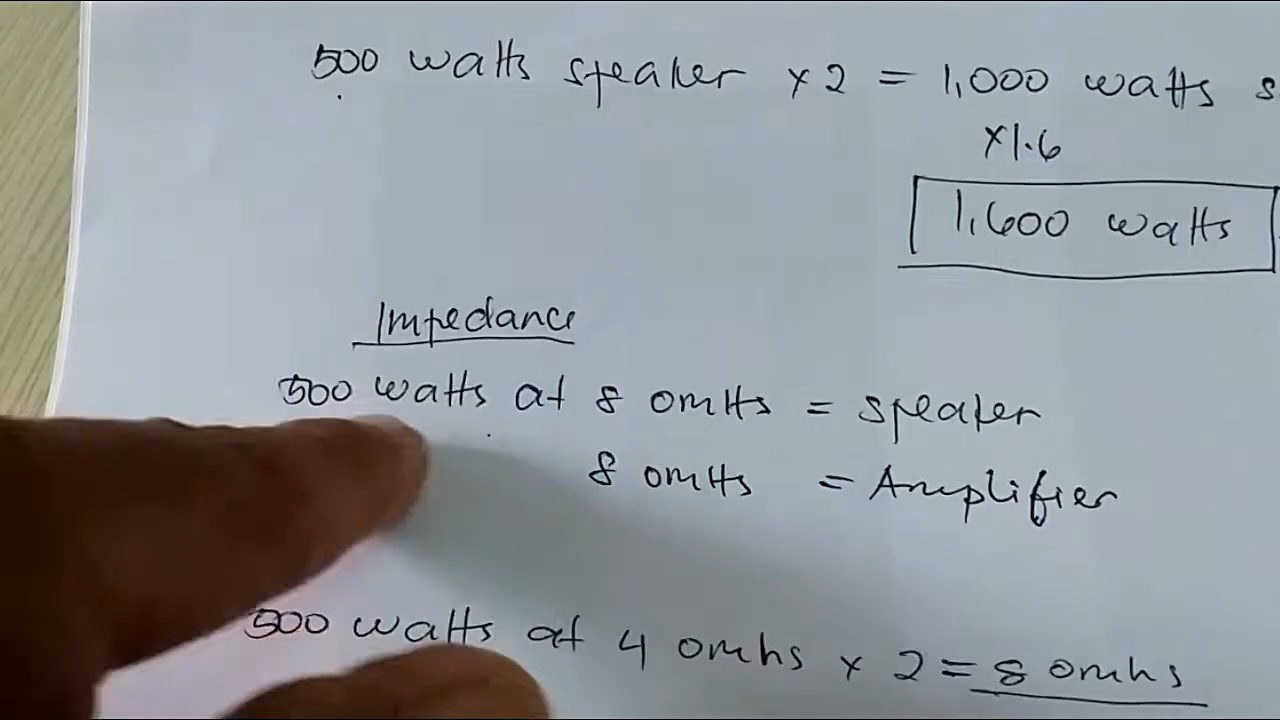 500 watts speaker x 2 = 1,000 watts s
x1.6
1,600 watts
Impedance
500 watts at 8 omHs = speaker
8 omHs = Amplifier
500 watts at 4 omhs x 2 = 8 omhs